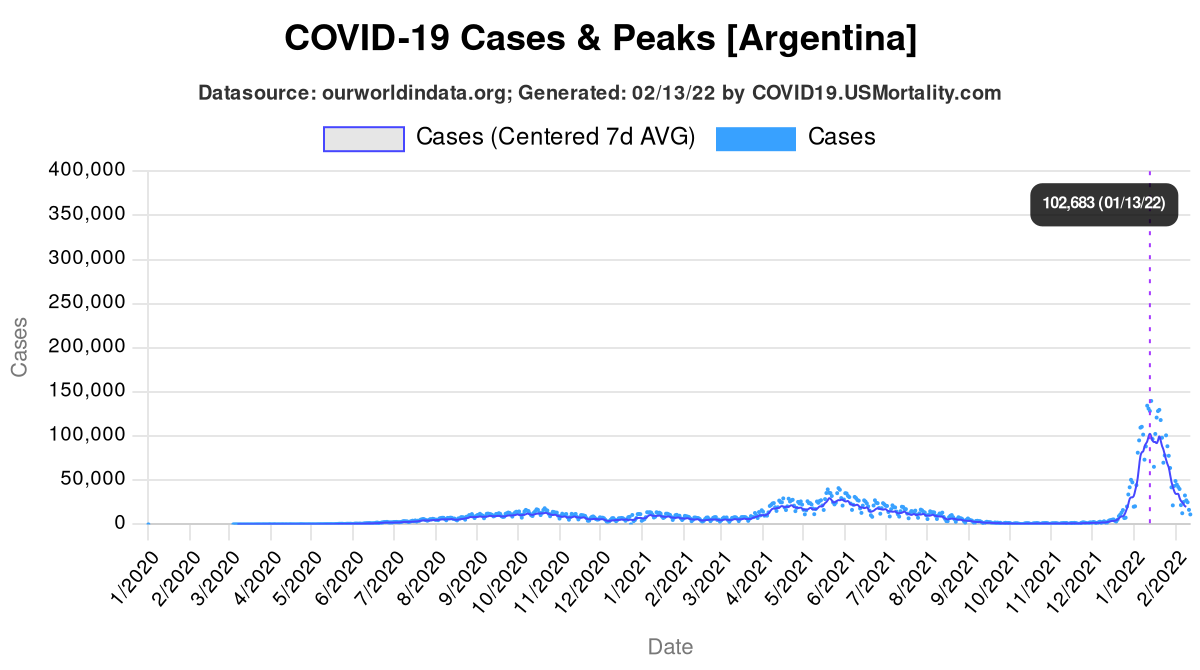 COVID-19 Cases & Peaks [Argentina]
Datasource: ourworldindata.org; Generated: 02/13/22 by COVID19.USMortality.com
Cases (Centered 7d AVG) Cases
400,000
102,683 (01/13/22)
350,000
300,000
250,000
200,000
150,000
100,000
50,000
0
Cases
1/2020 2/2020 3/2020 4/2020 5/2020 6/2020 7/2020 8/2020 9/2020 10/2020 11/2020 12/2020 1/2021 2/2021 3/2021 4/2021 5/2021 6/2021 7/2021 8/2021 9/2021 10/2021 11/2021 12/2021 1/2022 2/2022
Date